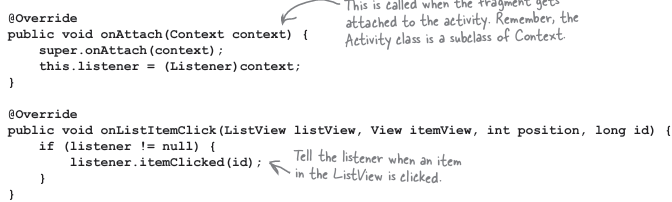 This is called when the fragment gets
attached to the activity. Remember, the
Activity class is a subclass of Context.
@Override
public void onAttach(Context context) {
    super.onAttach(context);
    this.listener = (Listener)context;
}
@Override
public void onListItemClick(ListView listView, View itemView, int position, long id) {
    if (listener != null) {
        listener.itemClicked(id);
Tell the listener when an item
in the ListView is clicked.
    }
}